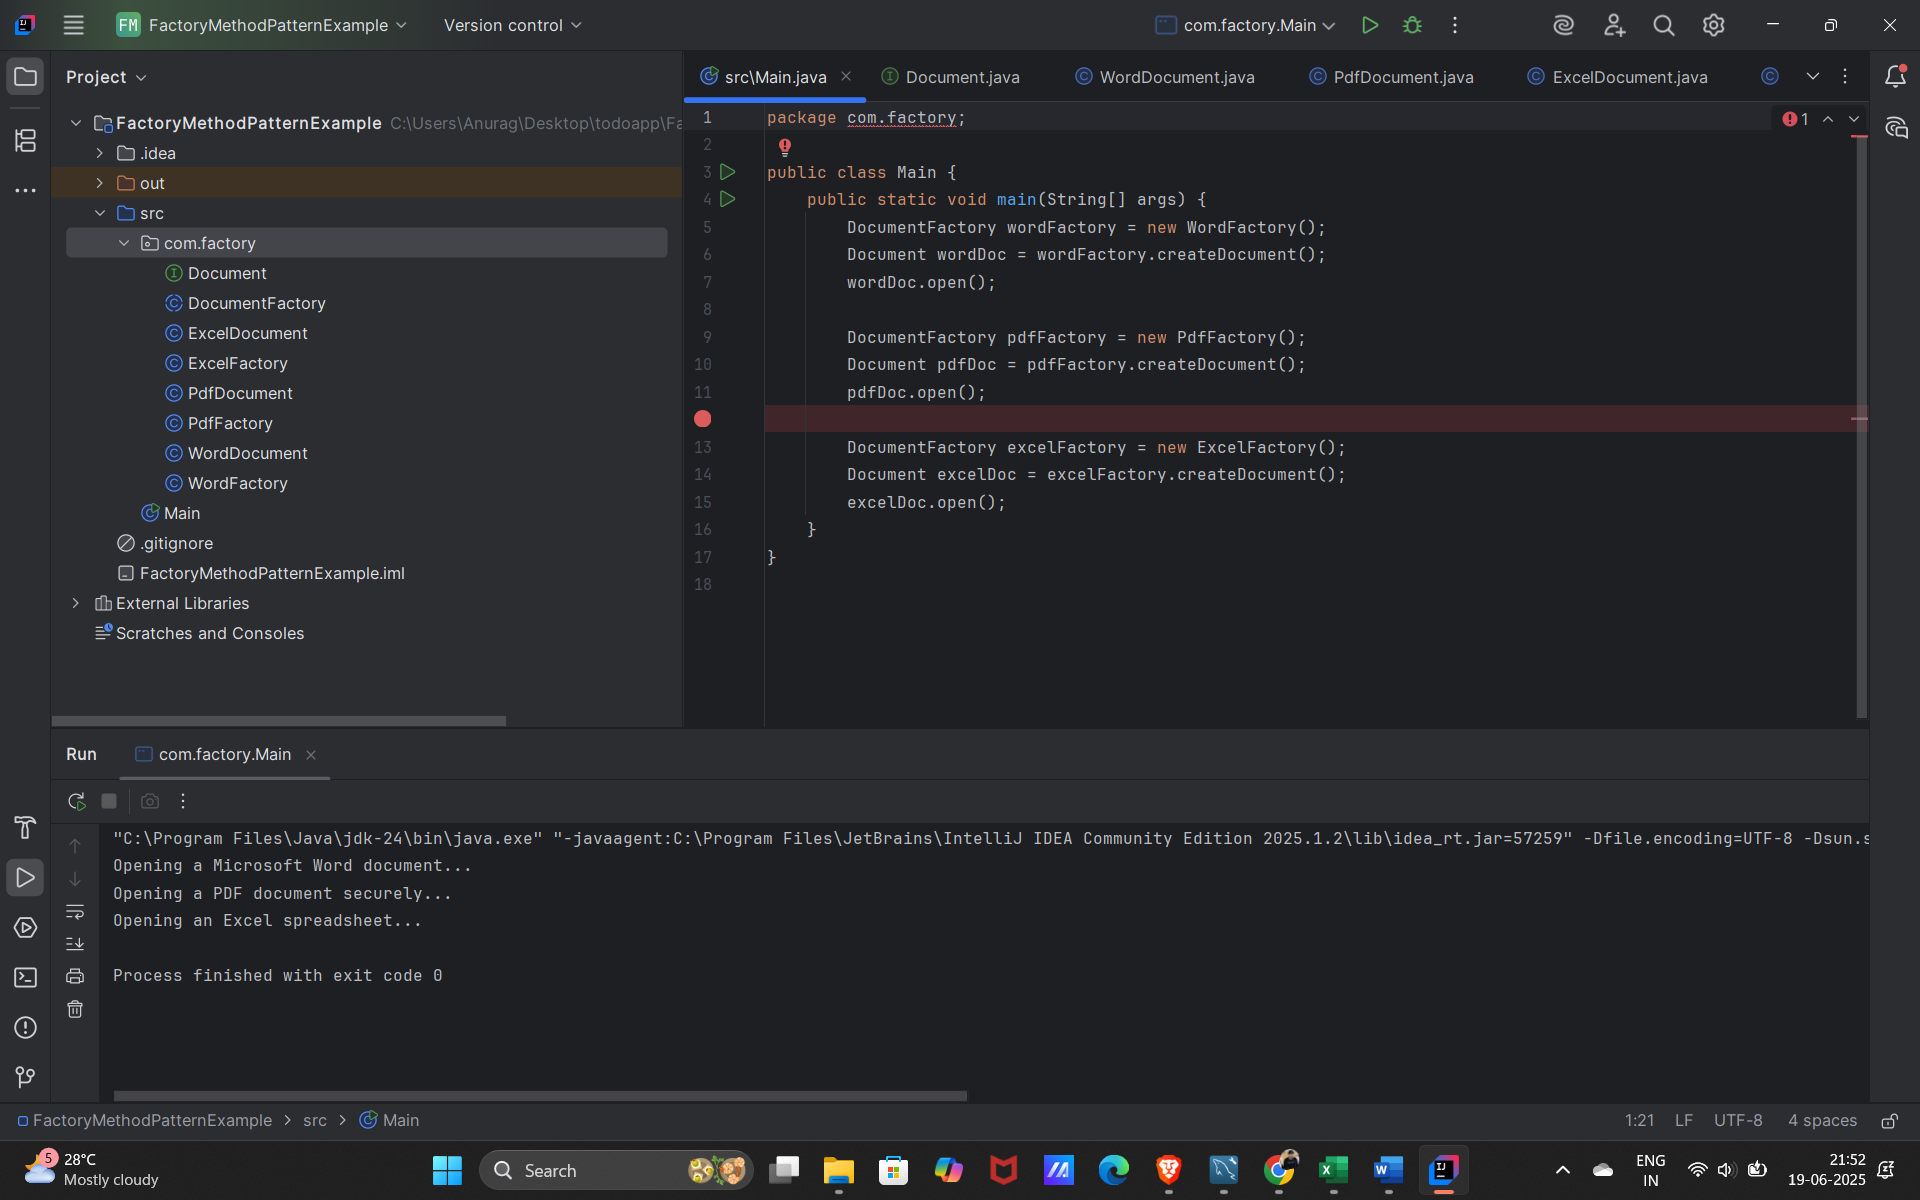 FM FactoryMethodPatternExample Version control com.factory.Main
Project
FactoryMethodPatternExample C:\Users\Anurag\Desktop\todoapp\Fa
.idea
out
src
com.factory
Document
DocumentFactory
ExcelDocument
ExcelFactory
PdfDocument
PdfFactory
WordDocument
WordFactory
Main
.gitignore
FactoryMethodPatternExample.iml
External Libraries
Scratches and Consoles
src\Main.java Document.java WordDocument.java PdfDocument.java ExcelDocument.java
1 package com.factory; 1
2
3 public class Main {
4 public static void main(String[] args) {
5 DocumentFactory wordFactory = new WordFactory();
6 Document wordDoc = wordFactory.createDocument();
7 wordDoc.open();
8
9 DocumentFactory pdfFactory = new PdfFactory();
10 Document pdfDoc = pdfFactory.createDocument();
11 pdfDoc.open();
13 DocumentFactory excelFactory = new ExcelFactory();
14 Document excelDoc = excelFactory.createDocument();
15 excelDoc.open();
16 }
17 }
18
Run com.factory.Main
"C:\Program Files\Java\jdk-24\bin\java.exe" "-javaagent:C:\Program Files\JetBrains\IntelliJ IDEA Community Edition 2025.1.2\lib\idea_rt.jar=57259" -Dfile.encoding=UTF-8 -Dsun.s
Opening a Microsoft Word document...
Opening a PDF document securely...
Opening an Excel spreadsheet...
Process finished with exit code 0
FactoryMethodPatternExample > src > Main 1:21 LF UTF-8 4 spaces
5 28°C
Mostly cloudy
Search
ENG
IN
21:52
19-06-2025